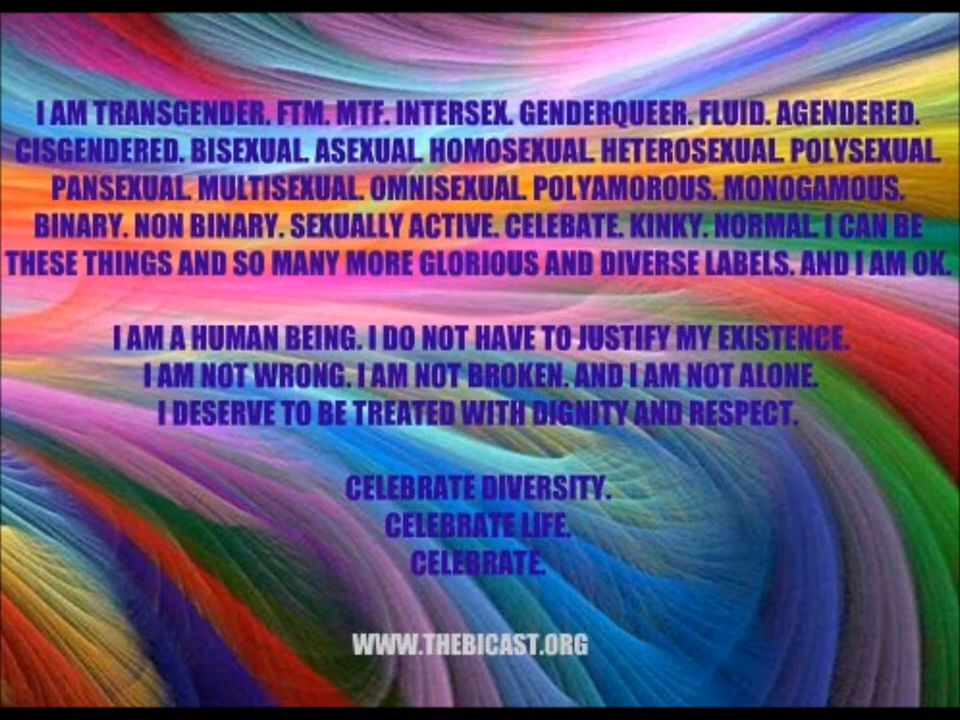 I AM TRANSGENDER. FTM. MTF. INTERSEX. GENDERQUEER. FLUID. AGENDERED.
CISGENDERED. BISEXUAL. ASEXUAL. HOMOSEXUAL. HETEROSEXUAL. POLYSEXUAL.
PANSEXUAL. MULTISEXUAL. OMNISEXUAL. POLYAMOROUS. MONOGAMOUS.
BINARY. NON BINARY. SEXUALLY ACTIVE. CELEBATE. KINKY. NORMAL. I CAN BE
THESE THINGS AND SO MANY MORE GLORIOUS AND DIVERSE LABELS. AND I AM OK.
I AM A HUMAN BEING. I DO NOT HAVE TO JUSTIFY MY EXISTENCE.
I AM NOT WRONG. I AM NOT BROKEN. AND I AM NOT ALONE.
I DESERVE TO BE TREATED WITH DIGNITY AND RESPECT.
CELEBRATE DIVERSITY.
CELEBRATE LIFE.
CELEBRATE.
WWW.THEBICAST.ORG